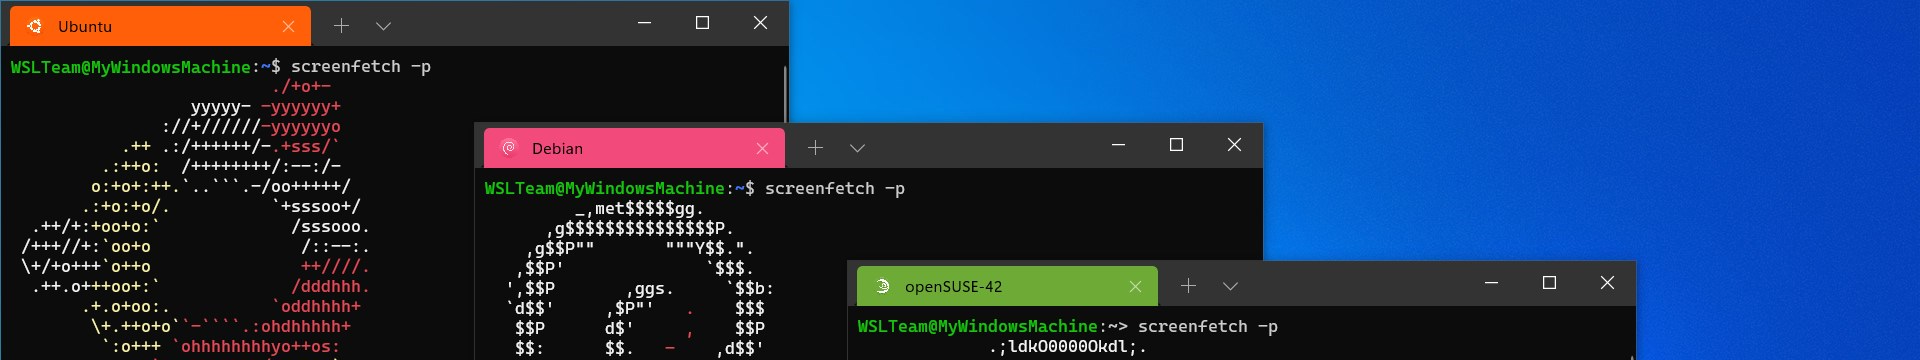 Ubuntu
WSLTeam@MyWindowsMachine:~$ screenfetch -p
./+o+-
yyyyy- -yyyyyy+
://+//////-yyyyyyo
.++ .:/++++++/-.+sss/`
.:++o:  /++++++++/:--:/-
o:+o+:++.`..```.-/oo+++++/
.:+o:+o/.          `+sssoo+/
.++/+:+oo+o:`             /sssooo.
/+++//+:`oo+o               /::--:.
\+/+o+++`o++o               ++////.
.++.o+++oo+:`             /dddhhh.
.+.o+oo:.          `oddhhhh+
\+.++o+o``-````.:ohdhhhhh+
`:o+++ `ohhhhhhhhyo++os:
Debian
WSLTeam@MyWindowsMachine:~$ screenfetch -p
_,met$$$$$gg.
,g$$$$$$$$$$$$$$$P.
,g$$P""       """Y$$.".
,$$P'              `$$$.
',$$P       ,ggs.     `$$b:
`d$$'     ,$P"'   .    $$$
$$P      d$'     ,    $$P
$$:      $$.   -    ,d$$'
openSUSE-42
WSLTeam@MyWindowsMachine:~> screenfetch -p
.;ldkO0000Okdl;.